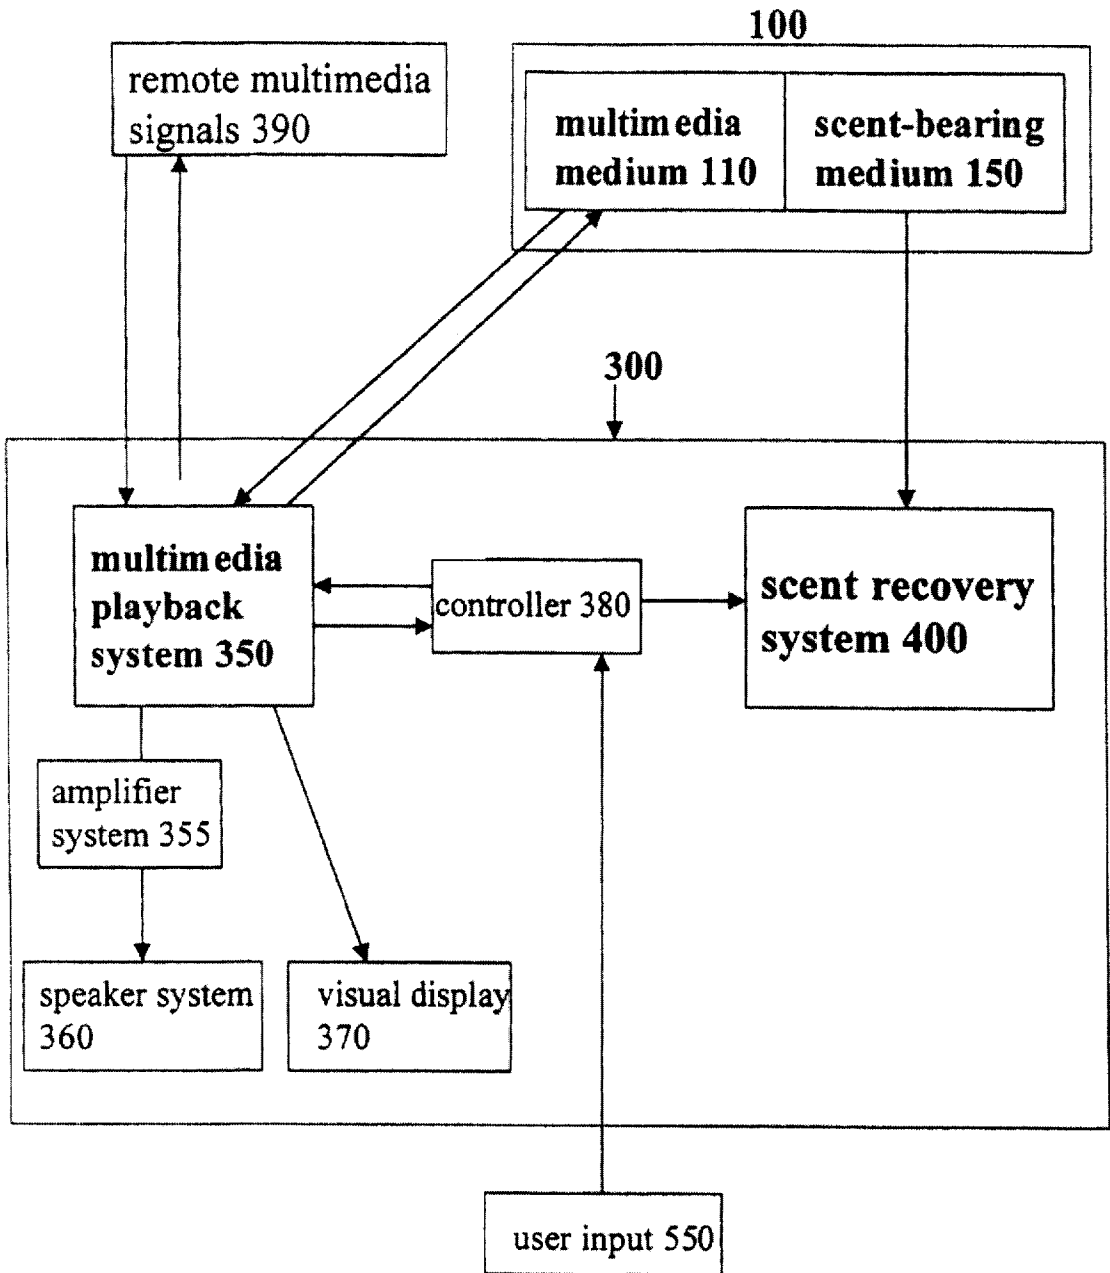 100
remote multimedia
signals 390
multimedia
medium 110
scent-bearing
medium 150
300
multimedia
playback
system 350
controller 380
scent recovery
system 400
amplifier
system 355
speaker system
360
visual display
370
user input 550